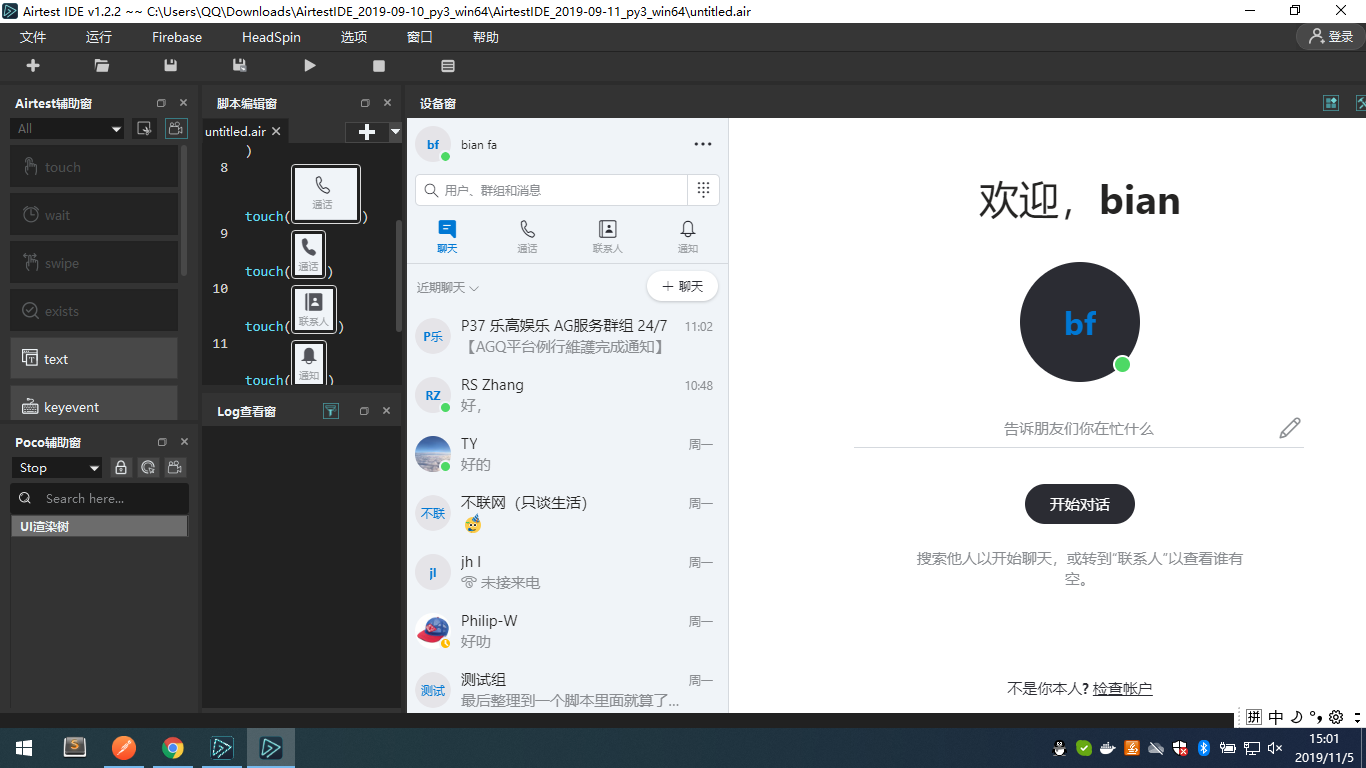 Airtest IDE v1.2.2 ~~ C:\Users\QQ\Downloads\AirtestIDE_2019-09-10_py3_win64\AirtestIDE_2019-09-11_py3_win64\untitled.air
文件 运行 Firebase HeadSpin 选项 窗口 帮助 登录
Airtest辅助窗
All
touch
wait
swipe
exists
text
keyevent
Poco辅助窗
Stop
Search here...
UI渲染树
脚本编辑窗
untitled.air
)
8
通话
touch( )
9
通话
touch( )
10
联系人
touch( )
11
通知
touch( )
Log查看窗
设备窗
bf bian fa
用户、群组和消息
聊天 通话 联系人 通知
近期聊天 聊天
P乐 P37 乐高娱乐 AG服务群组 24/7 11:02
【AGQ平台例行維護完成通知】
RZ RS Zhang 10:48
好，
TY 周一
好的
不联 不联网（只谈生活） 周一
jI jh l 周一
未接来电
Philip-W 周一
好叻
测试 测试组 周一
最后整理到一个脚本里面就算了...
欢迎，bian
bf
告诉朋友们你在忙什么
开始对话
搜索他人以开始聊天，或转到“联系人”以查看谁有
空。
不是你本人? 检查帐户
拼 中
15:01
2019/11/5